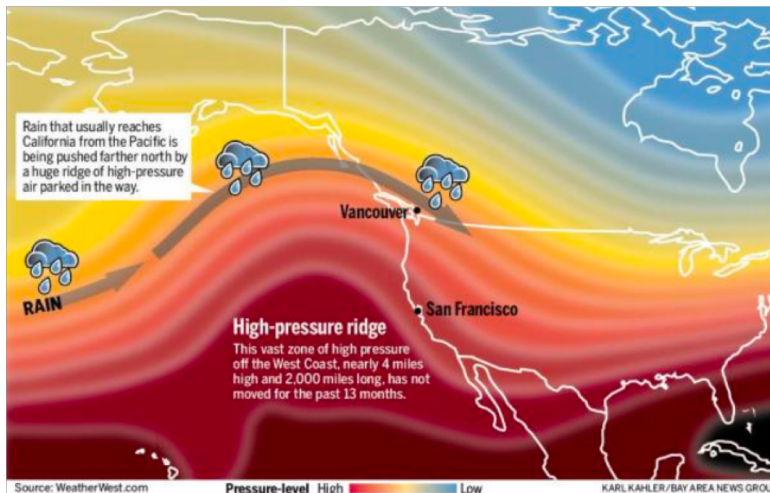 Rain that usually reaches
California from the Pacific is
being pushed farther north by
a huge ridge of high-pressure
air parked in the way.
Vancouver
RAIN
San Francisco
High-pressure ridge
This vast zone of high pressure
off the West Coast, nearly 4 miles
high and 2,000 miles long, has not
moved for the past 13 months.
Source: WeatherWest.com
Pressure-level High Low
KARL KAHLER/BAY AREA NEWS GROU